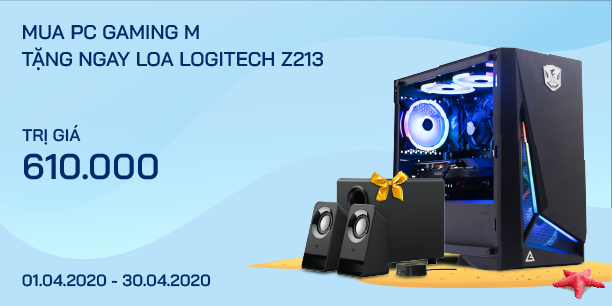 MUA PC GAMING M
TẶNG NGAY LOA LOGITECH Z213
TRỊ GIÁ
610.000
01.04.2020 - 30.04.2020